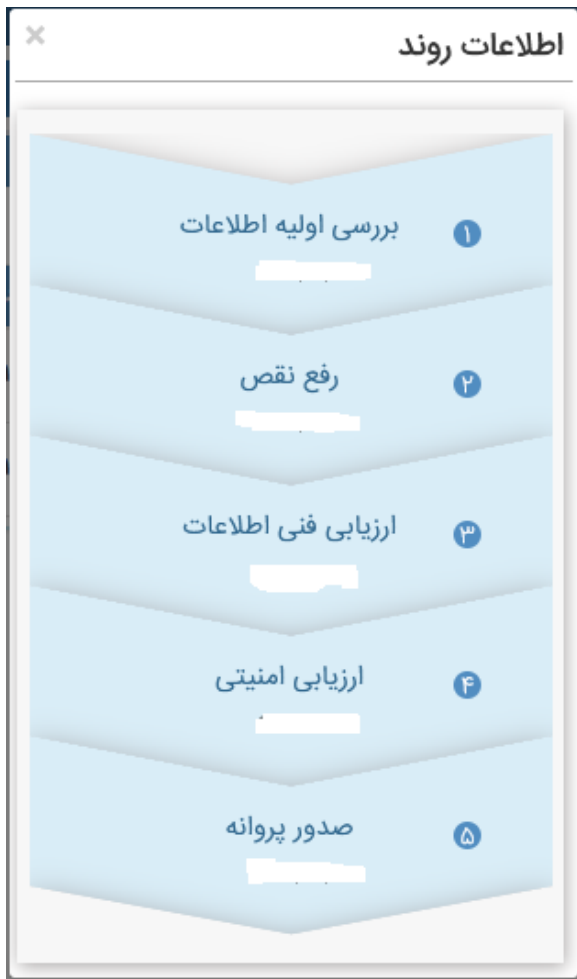 اطلاعات روند
×
۱ بررسی اولیه اطلاعات
۲ رفع نقص
۳ ارزیابی فنی اطلاعات
۴ ارزیابی امنیتی
۵ صدور پروانه